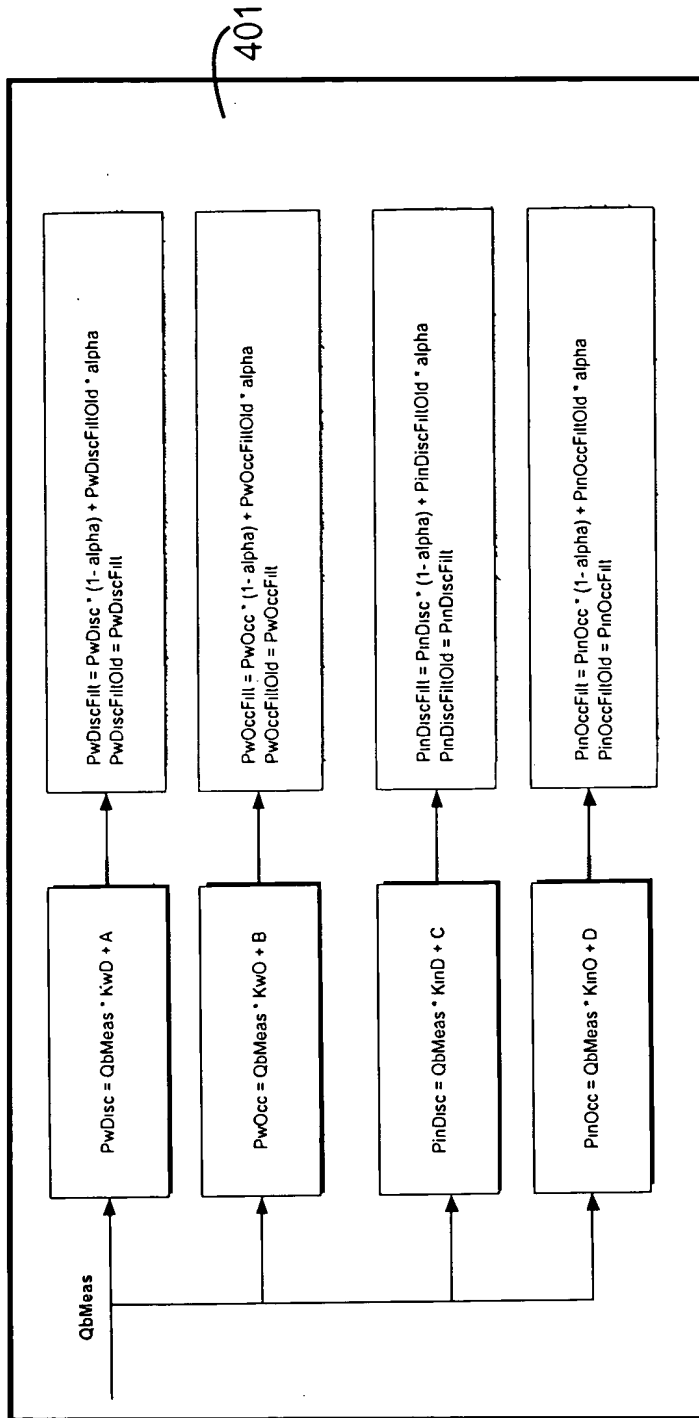 401
QbMeas
PwDisc = QbMeas * KwD + A
PwDiscFilt = PwDisc * (1- alpha) + PwDiscFiltOld * alpha
PwDiscFiltOld = PwDiscFilt
PwOcc = QbMeas * KwO + B
PwOccFilt = PwOcc * (1- alpha) + PwOccFiltOld * alpha
PwOccFiltOld = PwOccFilt
PinDisc = QbMeas * KinD + C
PinDiscFilt = PinDisc * (1- alpha) + PinDiscFiltOld * alpha
PinDiscFiltOld = PinDiscFilt
PinOcc = QbMeas * KinO + D
PinOccFilt = PinOcc * (1- alpha) + PinOccFiltOld * alpha
PinOccFiltOld = PinOccFilt